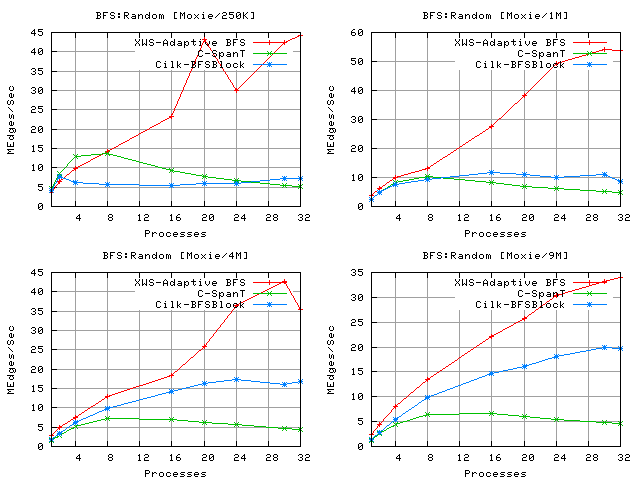 BFS:Random [Moxie/250K]
45
40
35
30
25
20
15
10
5
0
MEdges/Sec
XWS-Adaptive BFS
C-SpanT
Cilk-BFSBlock
4 8 12 16 20 24 28 32
Processes
BFS:Random [Moxie/1M]
60
50
40
30
20
10
0
MEdges/Sec
XWS-Adaptive BFS
C-SpanT
Cilk-BFSBlock
4 8 12 16 20 24 28 32
Processes
BFS:Random [Moxie/4M]
45
40
35
30
25
20
15
10
5
0
MEdges/Sec
XWS-Adaptive BFS
C-SpanT
Cilk-BFSBlock
4 8 12 16 20 24 28 32
Processes
BFS:Random [Moxie/9M]
35
30
25
20
15
10
5
0
MEdges/Sec
XWS-Adaptive BFS
C-SpanT
Cilk-BFSBlock
4 8 12 16 20 24 28 32
Processes